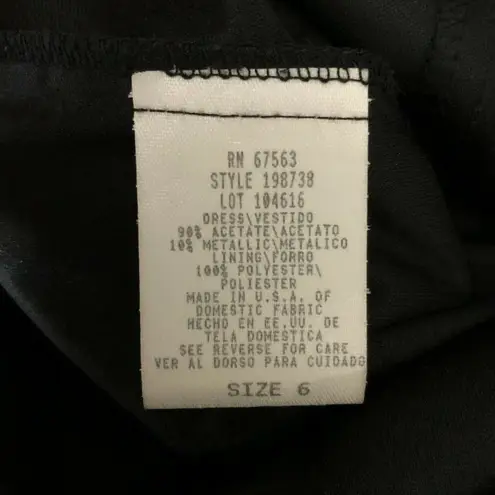 RN 67563
STYLE 198738
LOT 104616
DRESS\VESTIDO
90% ACETATE\ACETATO
10% METALLIC\METALICO
LINING\FORRO
100% POLYESTER\
POLIESTER
MADE IN U.S.A. OF
DOMESTIC FABRIC
HECHO EN EE.UU. DE
TELA DOMESTICA
SEE REVERSE FOR CARE
VER AL DORSO PARA CUIDADO
SIZE 6